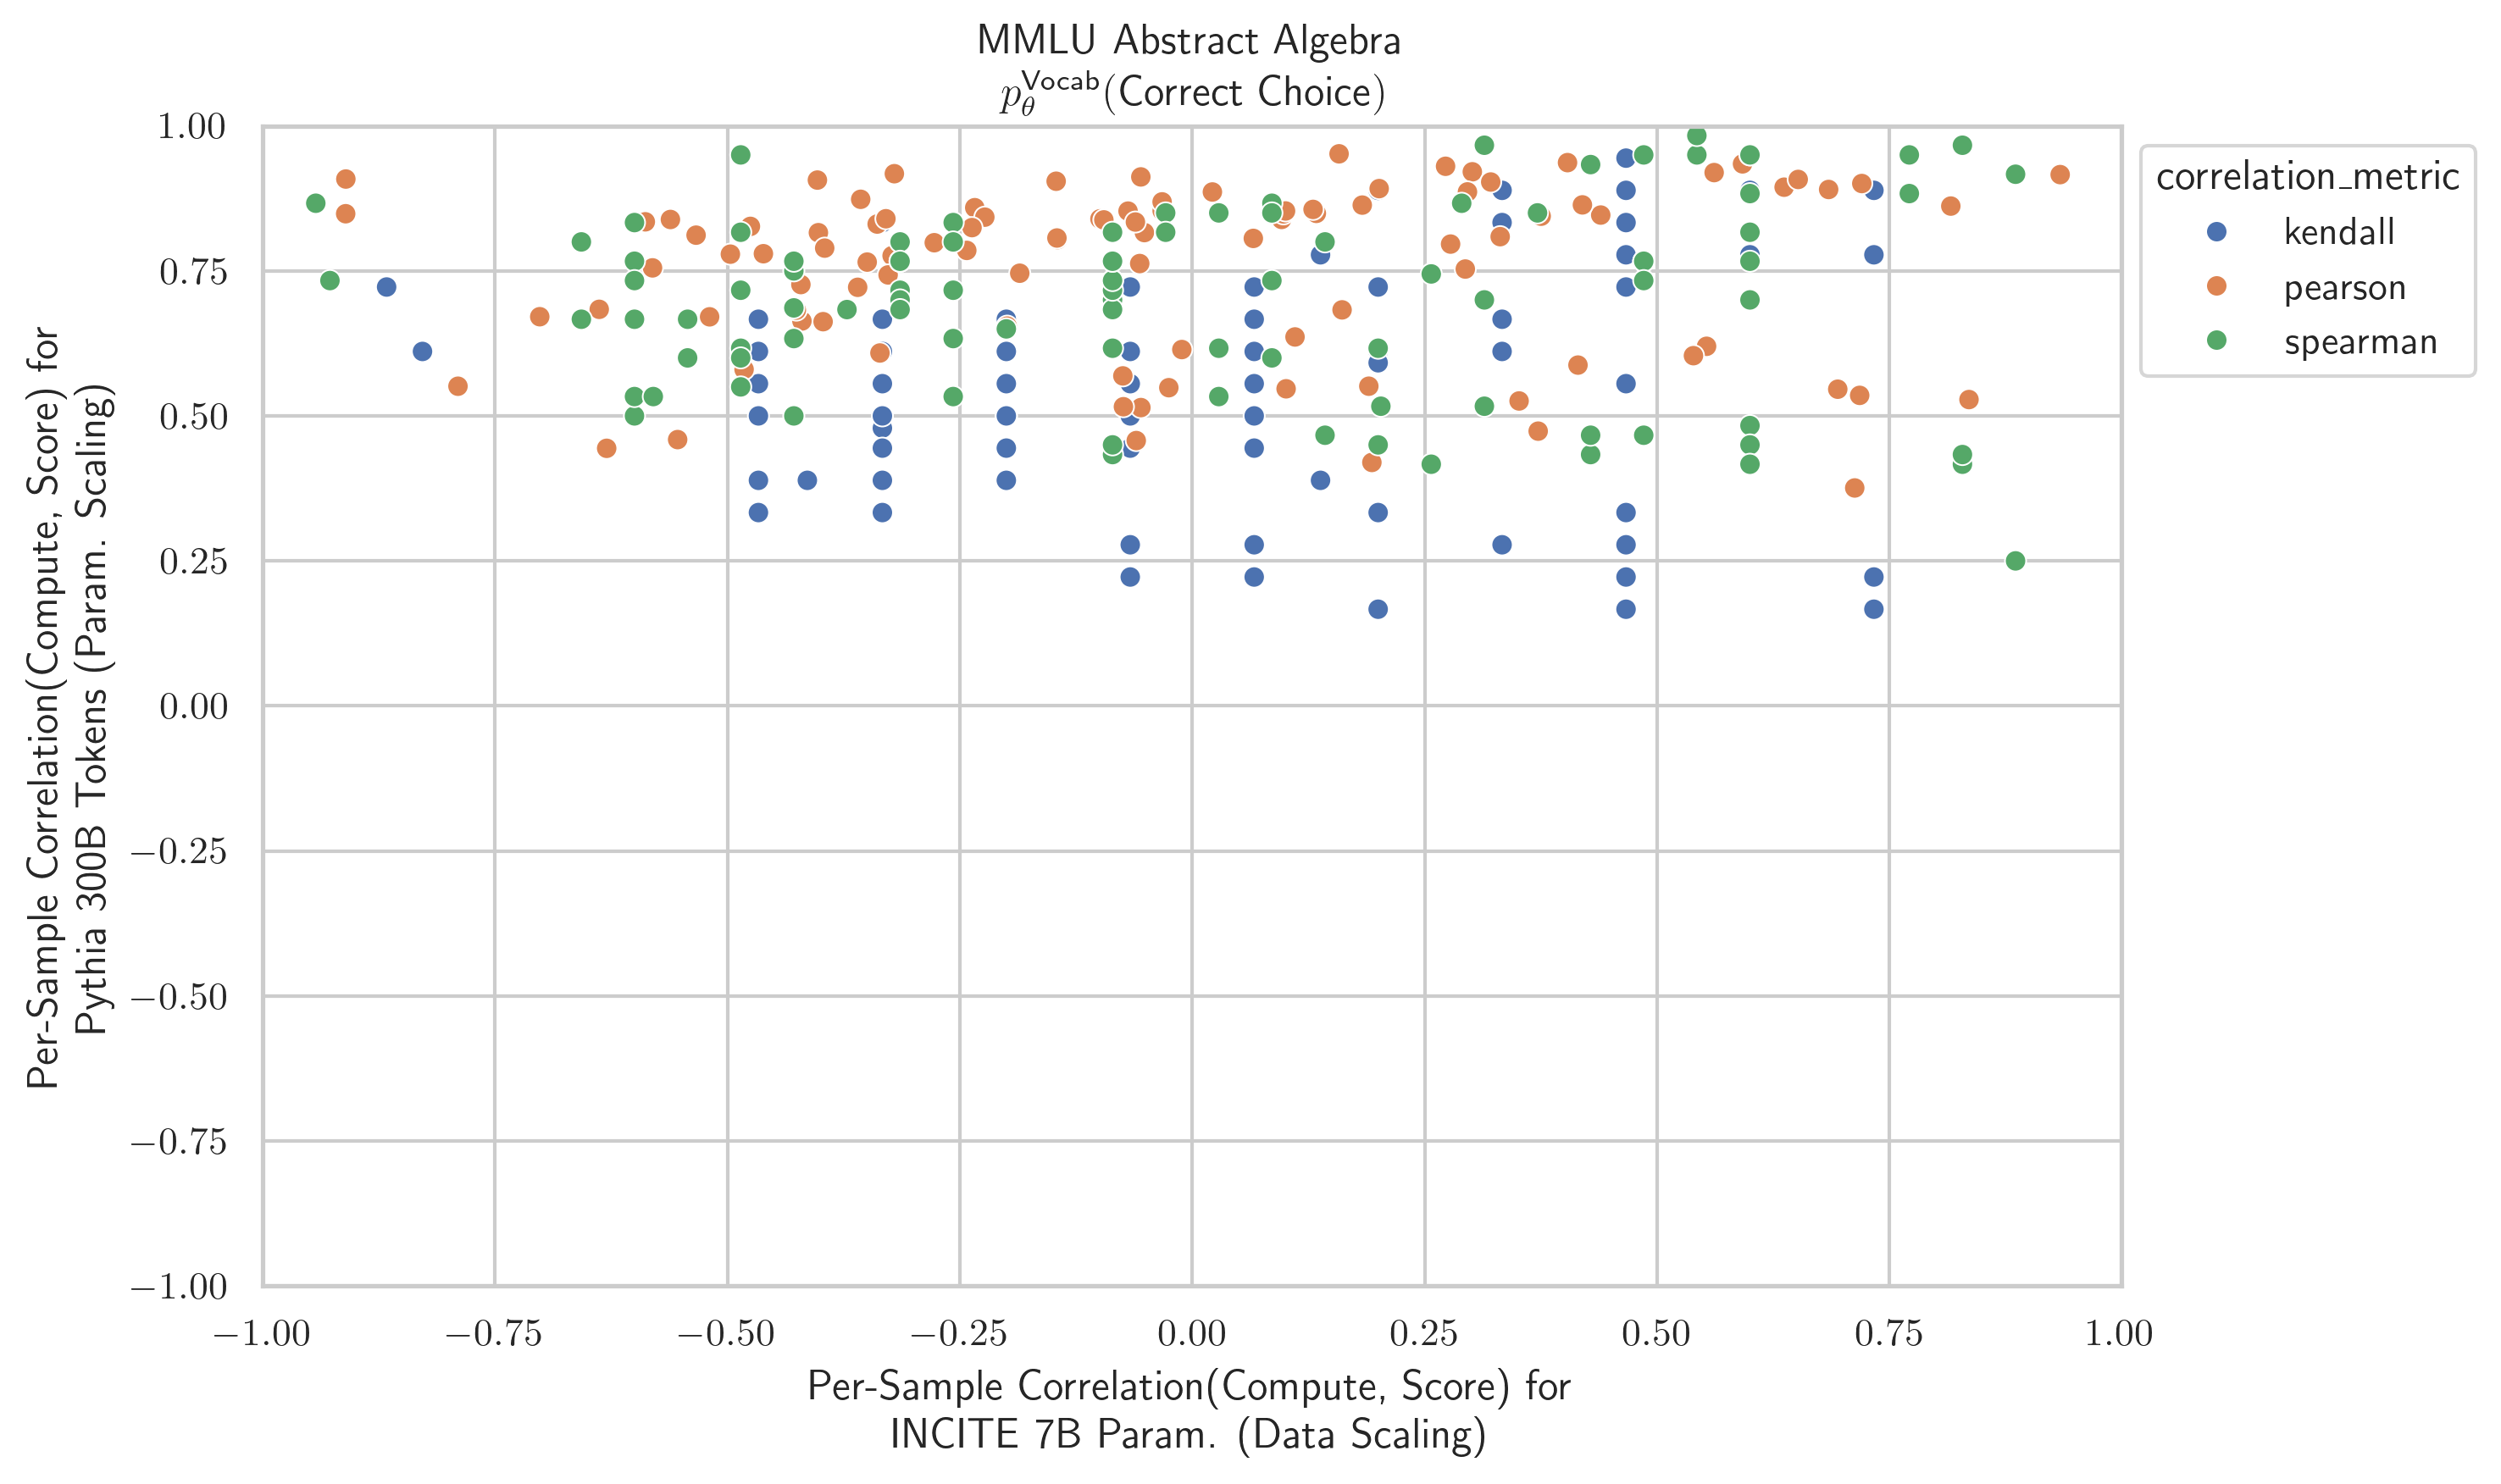 MMLU Abstract Algebra
p_θ^Vocab(Correct Choice)
Per-Sample Correlation(Compute, Score) for
Pythia 300B Tokens (Param. Scaling)
1.00
0.75
0.50
0.25
0.00
−0.25
−0.50
−0.75
−1.00
−1.00 −0.75 −0.50 −0.25 0.00 0.25 0.50 0.75 1.00
Per-Sample Correlation(Compute, Score) for
INCITE 7B Param. (Data Scaling)
correlation_metric
kendall
pearson
spearman